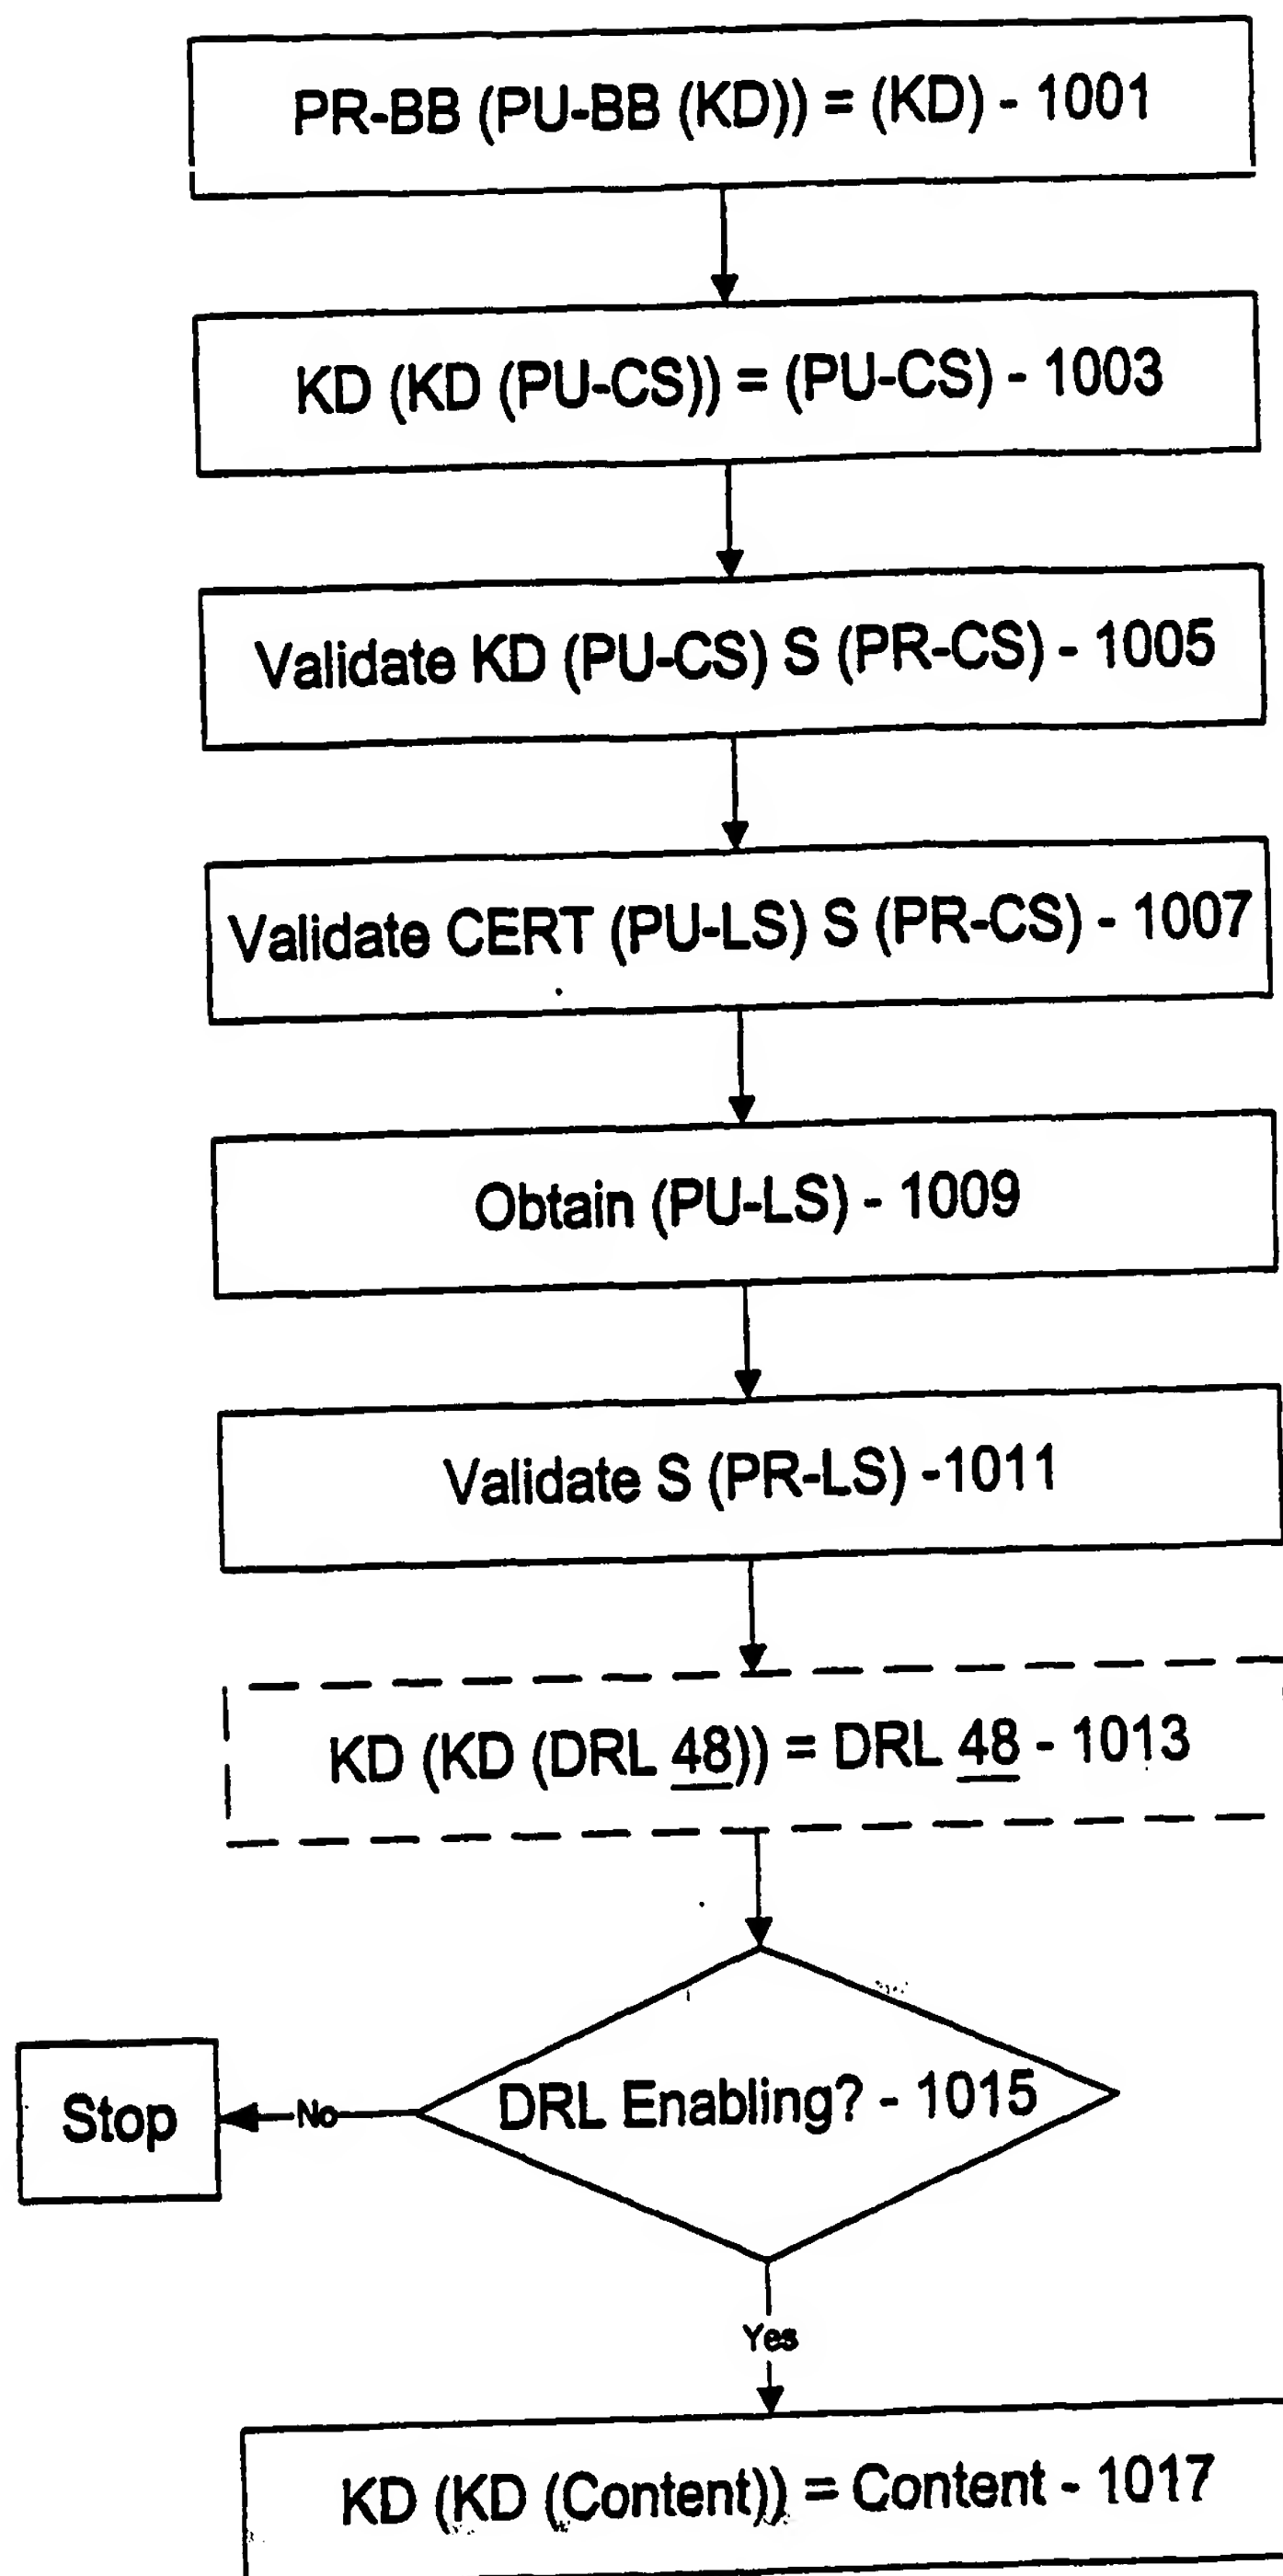 PR-BB (PU-BB (KD)) = (KD) - 1001
KD (KD (PU-CS)) = (PU-CS) - 1003
Validate KD (PU-CS) S (PR-CS) - 1005
Validate CERT (PU-LS) S (PR-CS) - 1007
Obtain (PU-LS) - 1009
Validate S (PR-LS) -1011
KD (KD (DRL 48)) = DRL 48 - 1013
DRL Enabling? - 1015
No
Stop
Yes
KD (KD (Content)) = Content - 1017